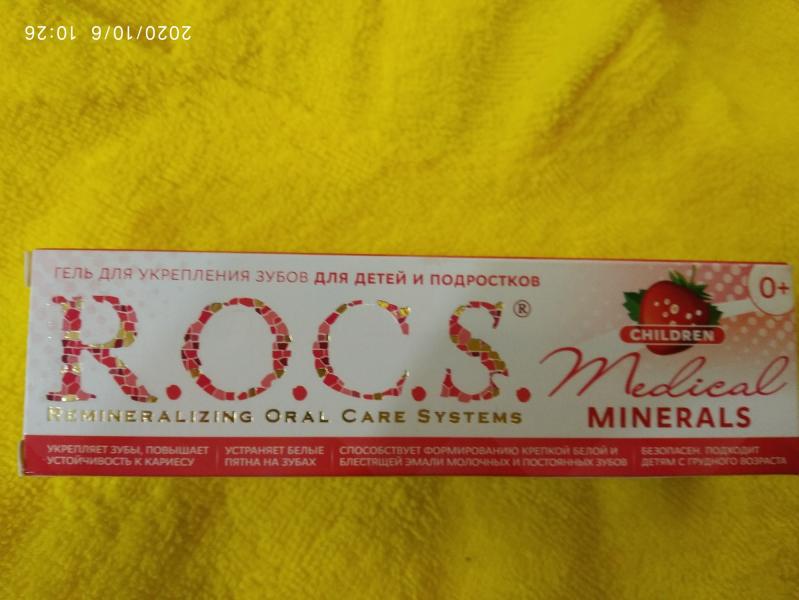 2020/10/6 10:26
ГЕЛЬ ДЛЯ УКРЕПЛЕНИЯ ЗУБОВ ДЛЯ ДЕТЕЙ И ПОДРОСТКОВ
0+
R.O.C.S.®
CHILDREN
Medical
MINERALS
REMINERALIZING ORAL CARE SYSTEMS
УКРЕПЛЯЕТ ЗУБЫ, ПОВЫШАЕТ
УСТОЙЧИВОСТЬ К КАРИЕСУ
УСТРАНЯЕТ БЕЛЫЕ
ПЯТНА НА ЗУБАХ
СПОСОБСТВУЕТ ФОРМИРОВАНИЮ КРЕПКОЙ БЕЛОЙ И
БЛЕСТЯЩЕЙ ЭМАЛИ МОЛОЧНЫХ И ПОСТОЯННЫХ ЗУБОВ
БЕЗОПАСЕН. ПОДХОДИТ
ДЕТЯМ С ГРУДНОГО ВОЗРАСТА